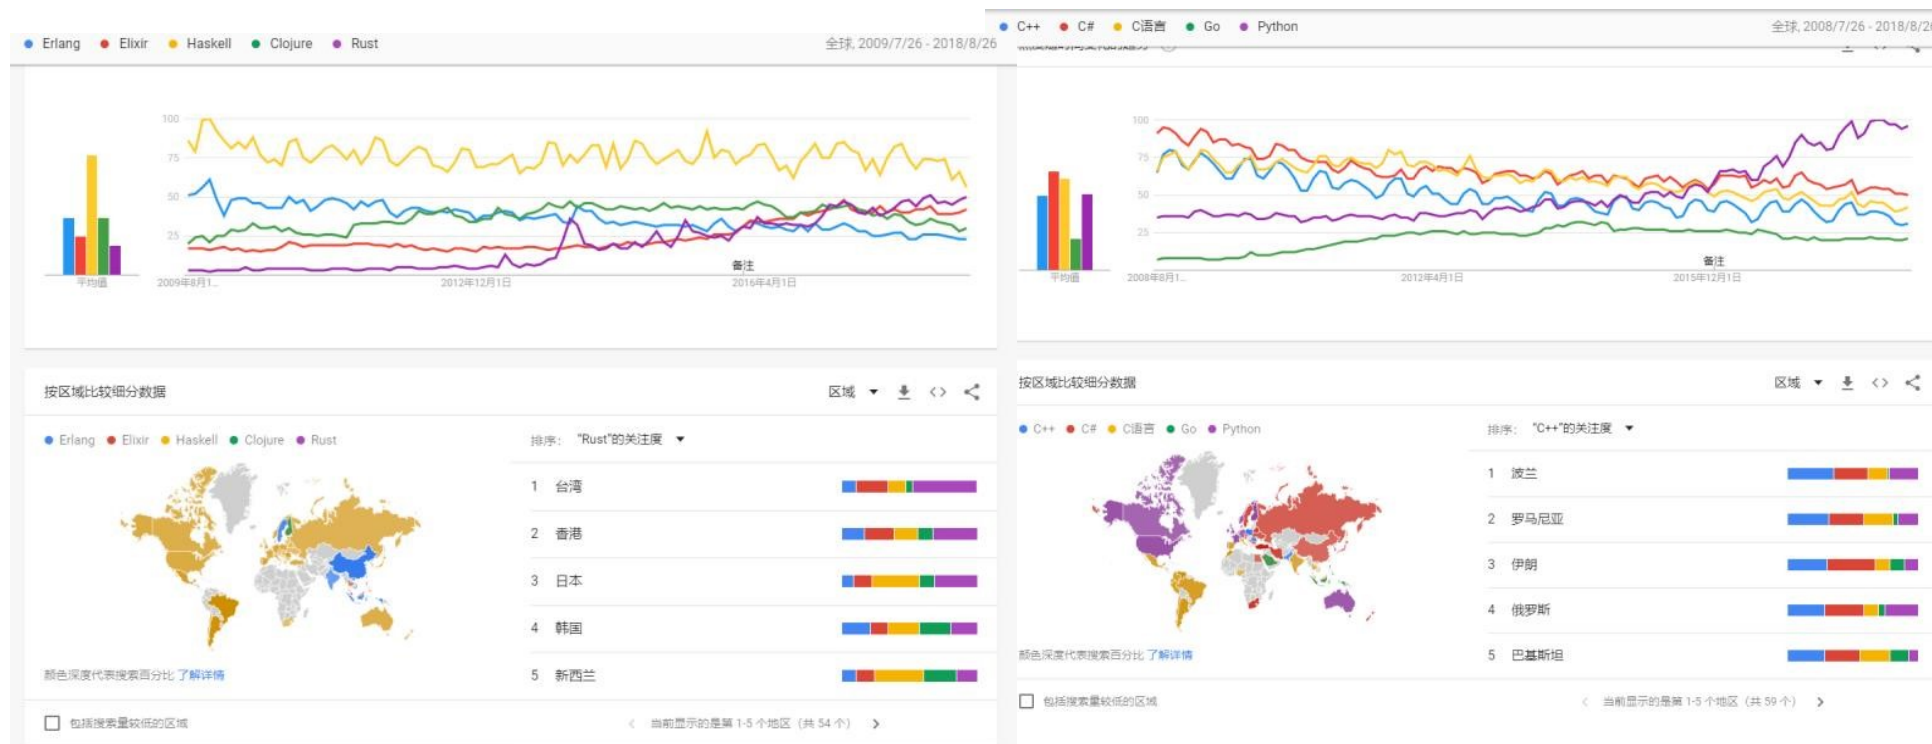 Erlang Elixir Haskell Clojure Rust 全球, 2009/7/26 - 2018/8/26
100
75
50
25
备注
平均值 2009年8月1... 2012年12月1日 2016年4月1日
按区域比较细分数据 区域
Erlang Elixir Haskell Clojure Rust 排序: "Rust"的关注度
1 台湾
2 香港
3 日本
4 韩国
5 新西兰
颜色深度代表搜索百分比 了解详情
包括搜索量较低的区域 当前显示的是第 1-5 个地区（共 54 个）
C++ C# C语言 Go Python 全球, 2008/7/26 - 2018/8/26
100
75
50
25
备注
平均值 2008年8月1... 2012年4月1日 2015年12月1日
按区域比较细分数据 区域
C++ C# C语言 Go Python 排序: "C++"的关注度
1 波兰
2 罗马尼亚
3 伊朗
4 俄罗斯
5 巴基斯坦
颜色深度代表搜索百分比 了解详情
包括搜索量较低的区域 当前显示的是第 1-5 个地区（共 59 个）